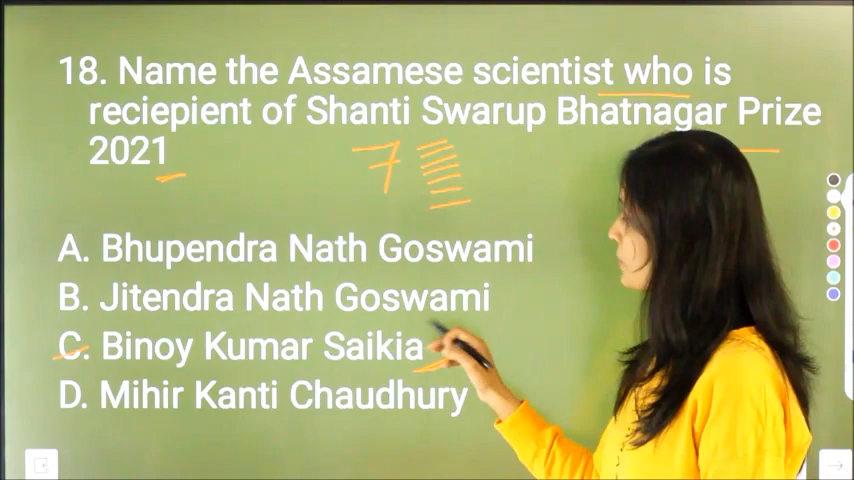 18. Name the Assamese scientist who is
reciepient of Shanti Swarup Bhatnagar Prize
2021
7
A. Bhupendra Nath Goswami
B. Jitendra Nath Goswami
C. Binoy Kumar Saikia
D. Mihir Kanti Chaudhury